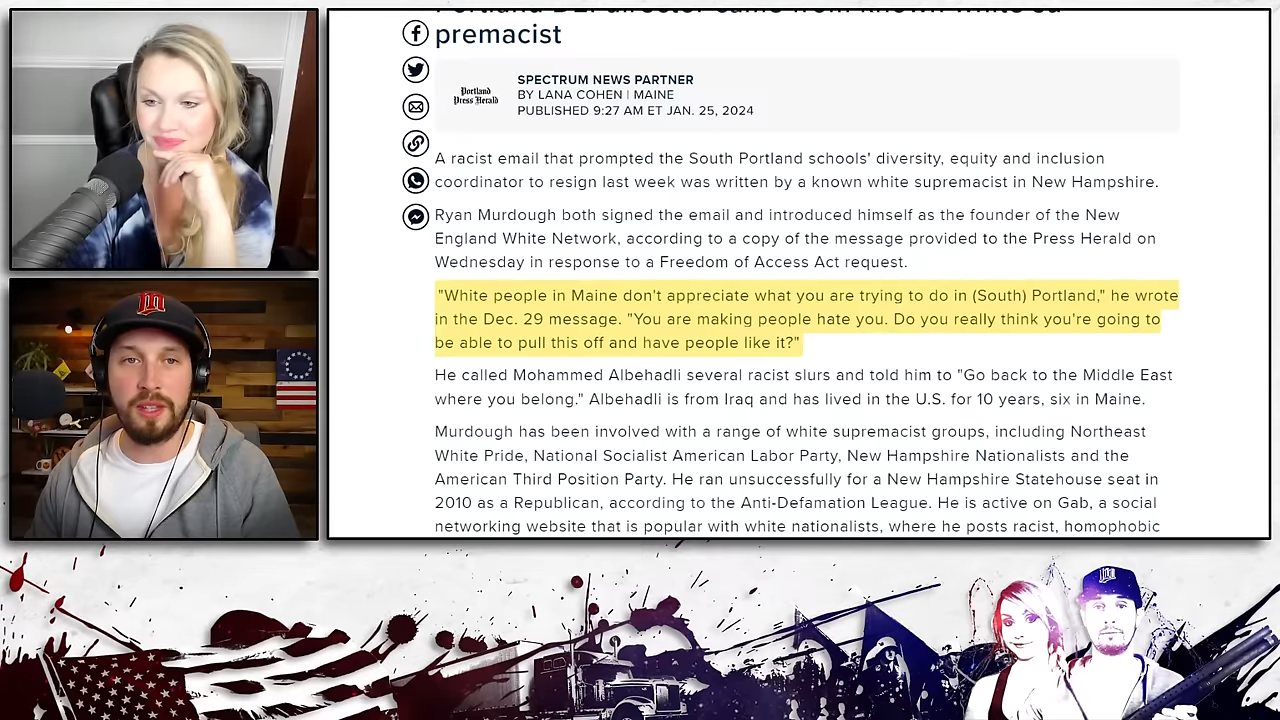 Portland DEI director came from known white su
premacist
Portland
Press Herald
SPECTRUM NEWS PARTNER
BY LANA COHEN | MAINE
PUBLISHED 9:27 AM ET JAN. 25, 2024
A racist email that prompted the South Portland schools' diversity, equity and inclusion
coordinator to resign last week was written by a known white supremacist in New Hampshire.
Ryan Murdough both signed the email and introduced himself as the founder of the New
England White Network, according to a copy of the message provided to the Press Herald on
Wednesday in response to a Freedom of Access Act request.
"White people in Maine don't appreciate what you are trying to do in (South) Portland," he wrote
in the Dec. 29 message. "You are making people hate you. Do you really think you're going to
be able to pull this off and have people like it?"
He called Mohammed Albehadli several racist slurs and told him to "Go back to the Middle East
where you belong." Albehadli is from Iraq and has lived in the U.S. for 10 years, six in Maine.
Murdough has been involved with a range of white supremacist groups, including Northeast
White Pride, National Socialist American Labor Party, New Hampshire Nationalists and the
American Third Position Party. He ran unsuccessfully for a New Hampshire Statehouse seat in
2010 as a Republican, according to the Anti-Defamation League. He is active on Gab, a social
networking website that is popular with white nationalists, where he posts racist, homophobic